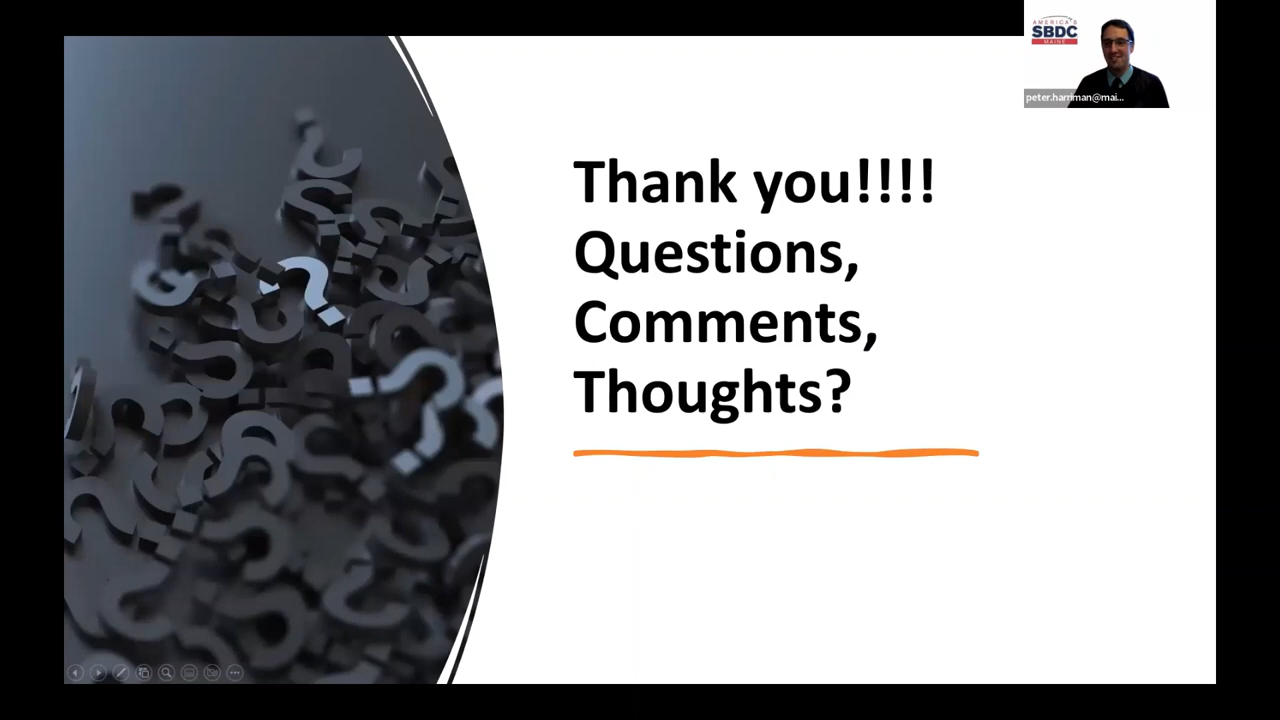 AMERICA'S
SBDC
MAINE
peter.harriman@mai...
Thank you!!!!
Questions,
Comments,
Thoughts?